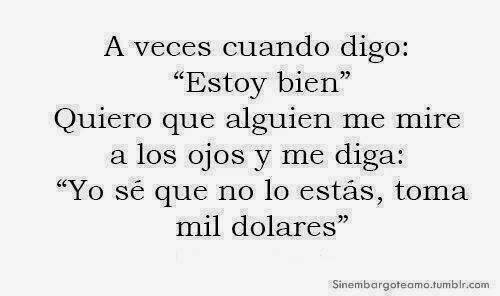 A veces cuando digo:
“Estoy bien”
Quiero que alguien me mire
a los ojos y me diga:
“Yo sé que no lo estás, toma
mil dolares”
Sinembargoteamo.tumblr.com